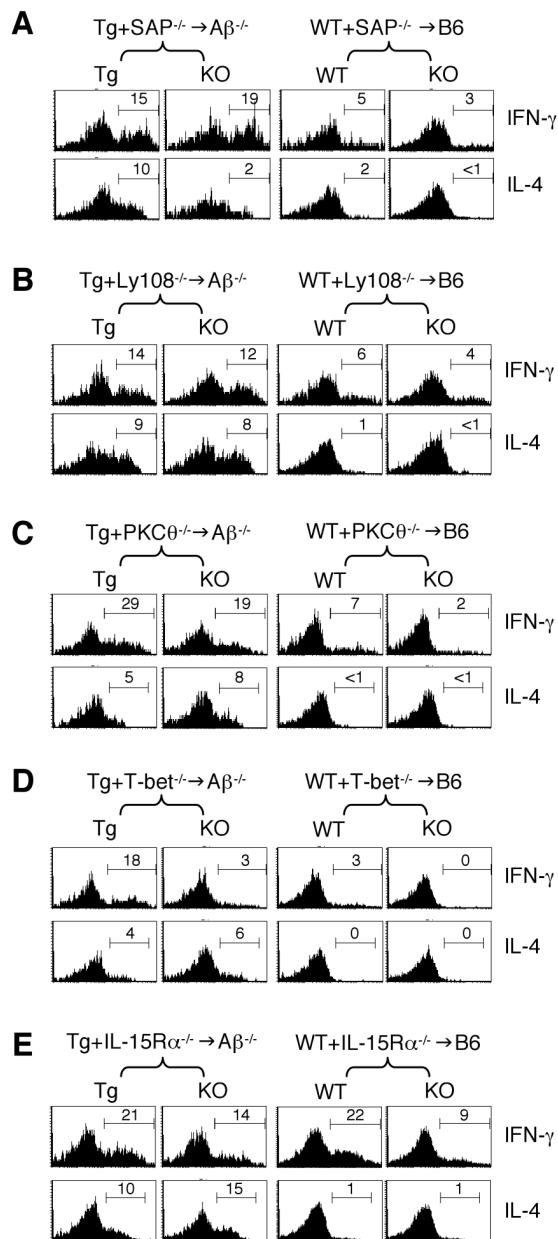 A
Tg+SAP-/-→Aβ-/- WT+SAP-/-→B6
Tg KO WT KO
15 19 5 3 IFN-γ
10 2 2 <1 IL-4
B
Tg+Ly108-/-→Aβ-/- WT+Ly108-/-→B6
Tg KO WT KO
14 12 6 4 IFN-γ
9 8 1 <1 IL-4
C
Tg+PKCθ-/-→Aβ-/- WT+PKCθ-/-→B6
Tg KO WT KO
29 19 7 2 IFN-γ
5 8 <1 <1 IL-4
D
Tg+T-bet-/-→Aβ-/- WT+T-bet-/-→B6
Tg KO WT KO
18 3 3 0 IFN-γ
4 6 0 0 IL-4
E
Tg+IL-15Rα-/-→Aβ-/- WT+IL-15Rα-/-→B6
Tg KO WT KO
21 14 22 9 IFN-γ
10 15 1 1 IL-4